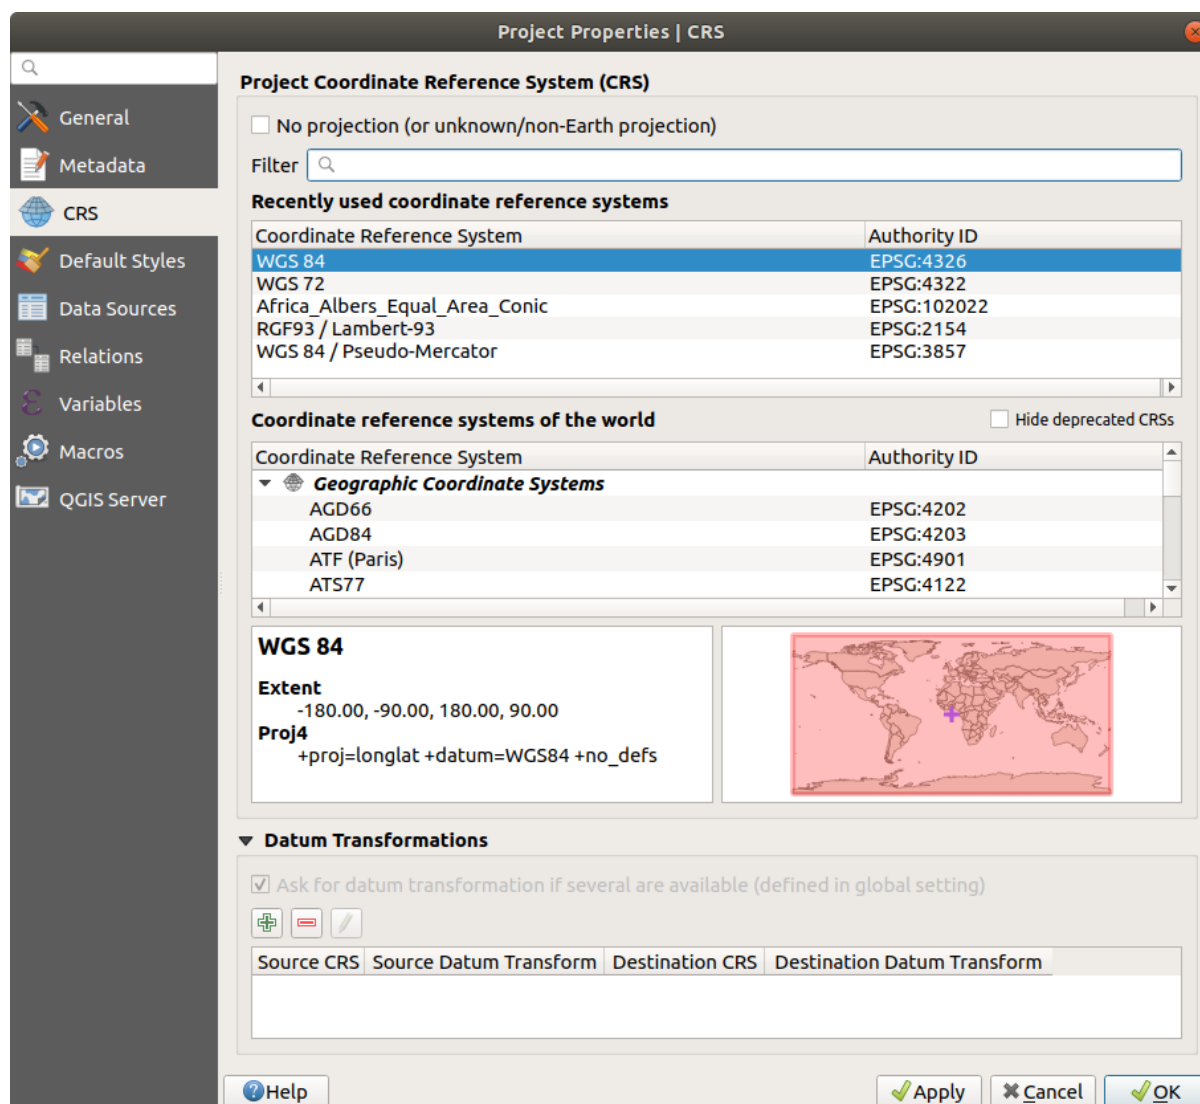 Project Properties | CRS
General
Metadata
CRS
Default Styles
Data Sources
Relations
Variables
Macros
QGIS Server
Project Coordinate Reference System (CRS)
No projection (or unknown/non-Earth projection)
Filter
Recently used coordinate reference systems
Coordinate Reference System Authority ID
WGS 84 EPSG:4326
WGS 72 EPSG:4322
Africa_Albers_Equal_Area_Conic EPSG:102022
RGF93 / Lambert-93 EPSG:2154
WGS 84 / Pseudo-Mercator EPSG:3857
Coordinate reference systems of the world Hide deprecated CRSs
Coordinate Reference System Authority ID
Geographic Coordinate Systems
AGD66 EPSG:4202
AGD84 EPSG:4203
ATF (Paris) EPSG:4901
ATS77 EPSG:4122
WGS 84
Extent
-180.00, -90.00, 180.00, 90.00
Proj4
+proj=longlat +datum=WGS84 +no_defs
Datum Transformations
Ask for datum transformation if several are available (defined in global setting)
Source CRS Source Datum Transform Destination CRS Destination Datum Transform
Help Apply Cancel OK